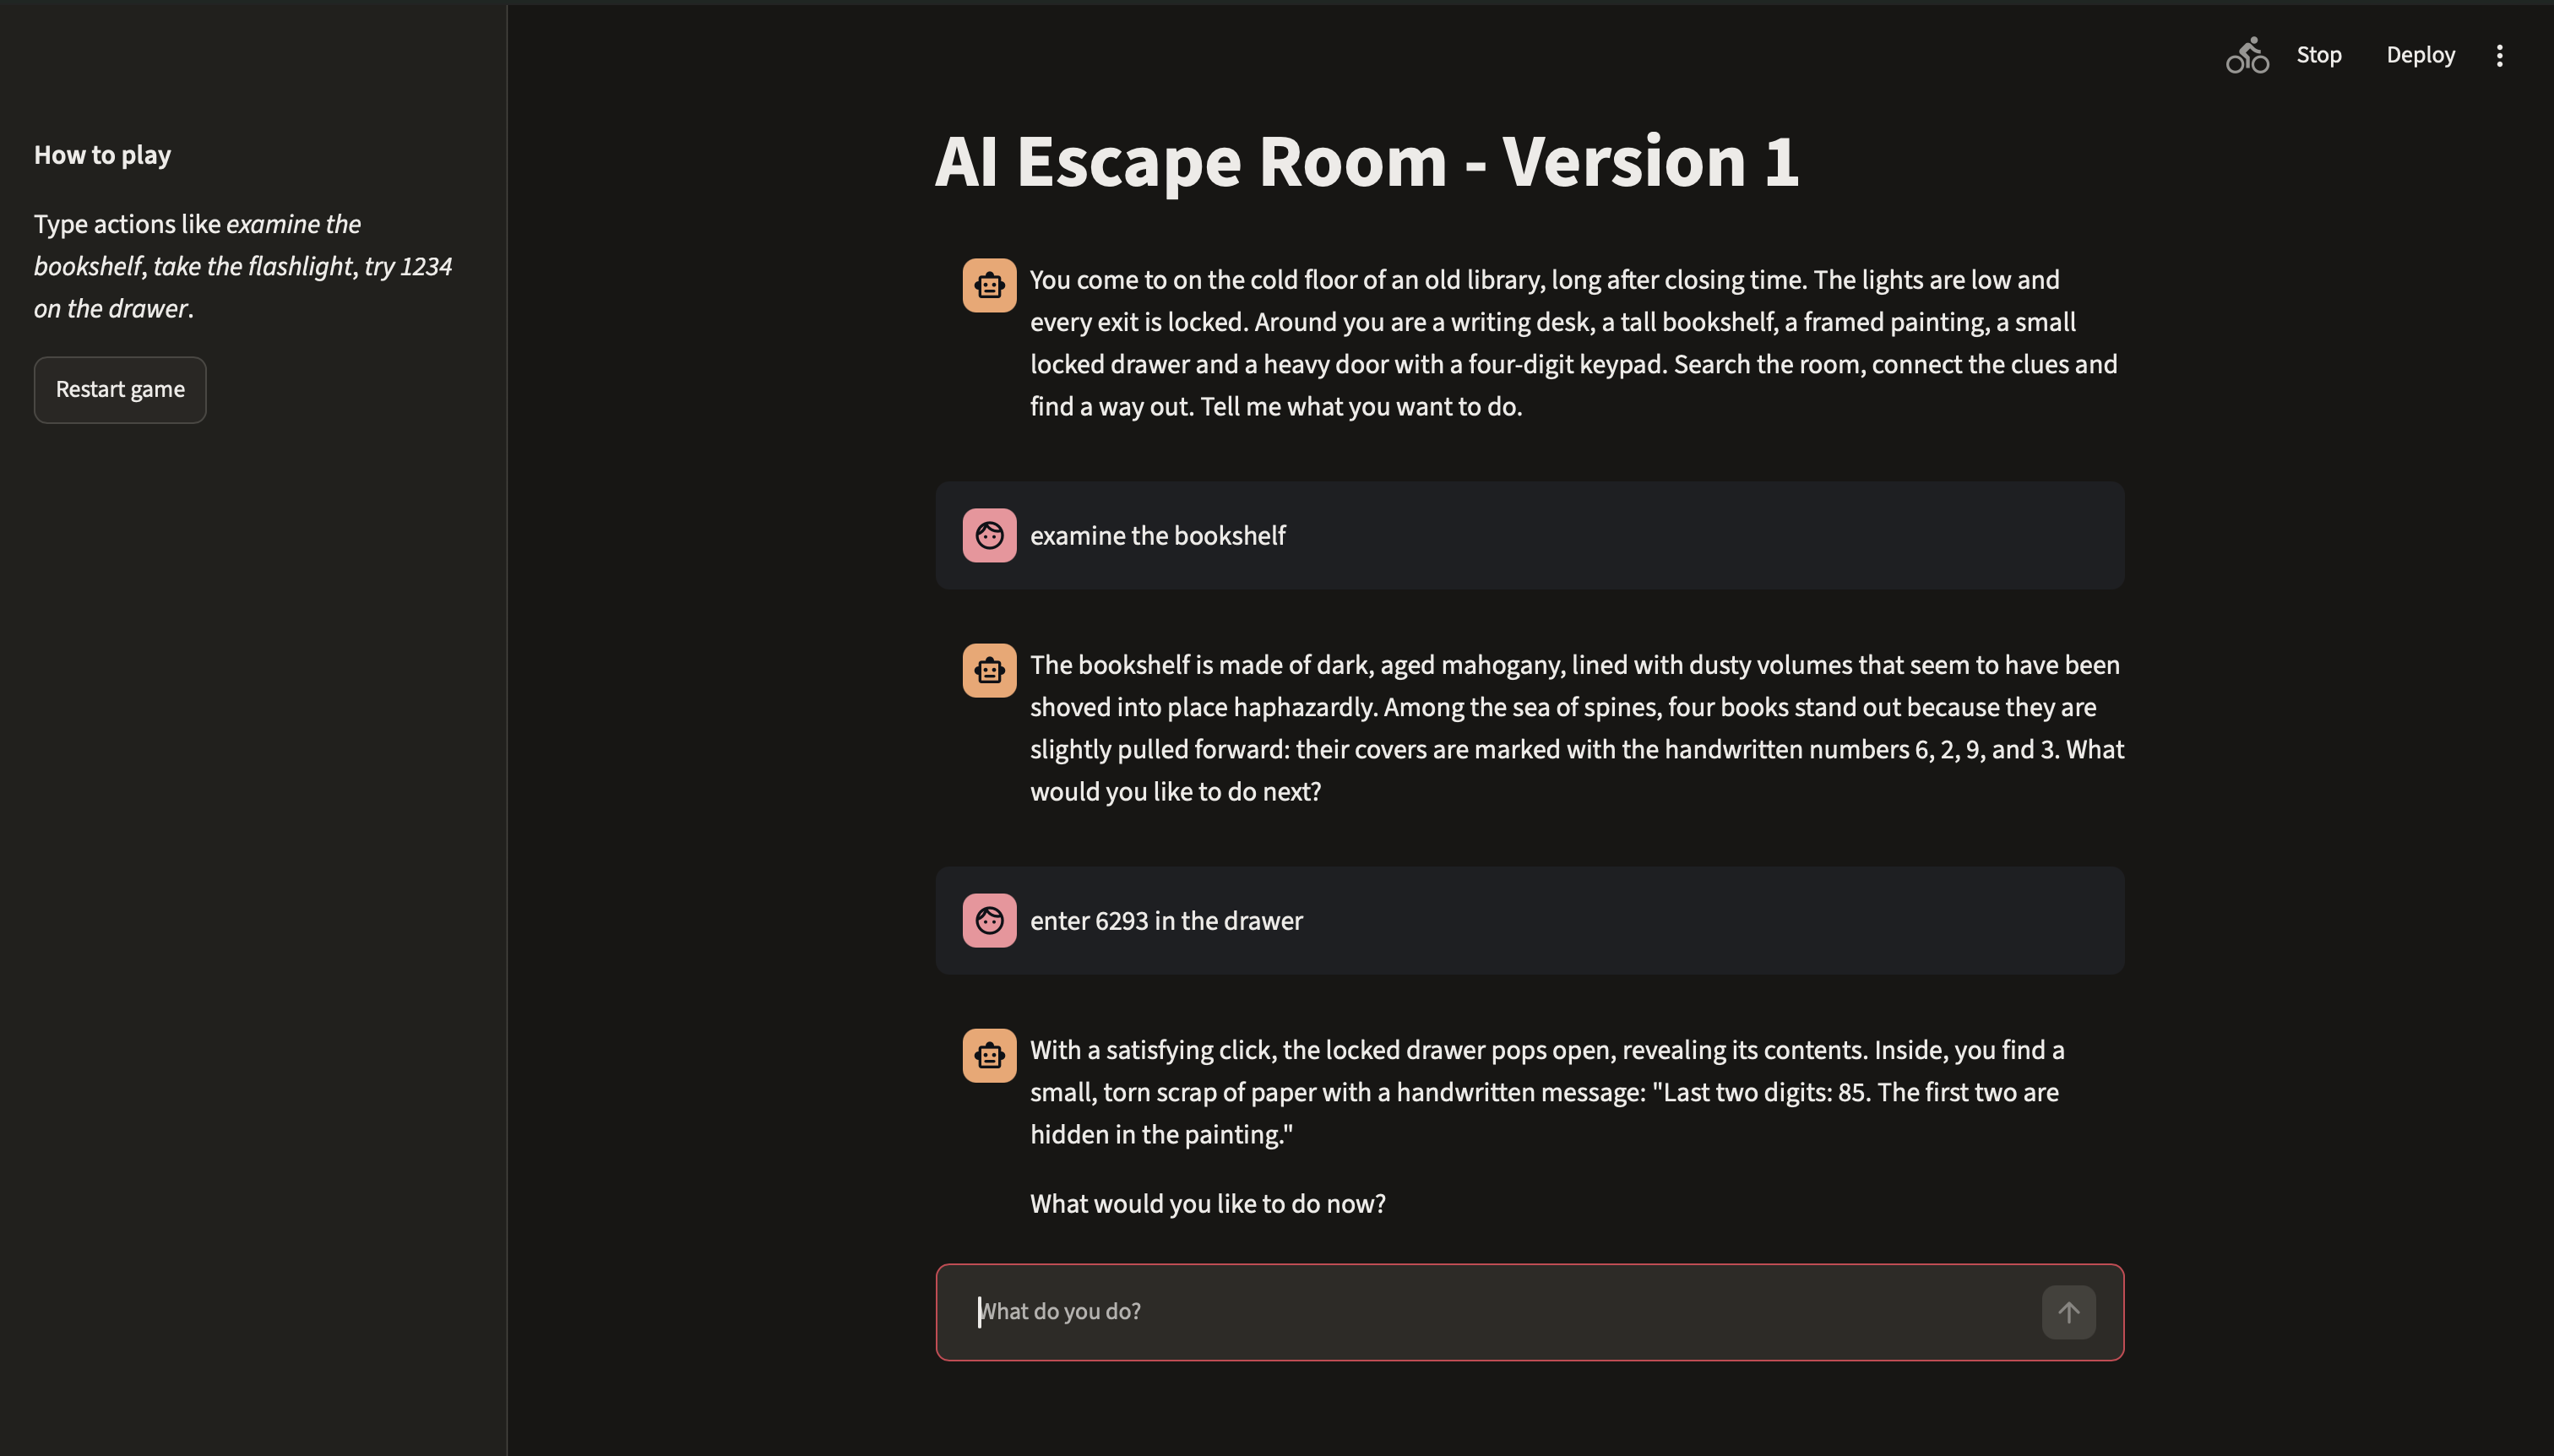 Stop Deploy
How to play
Type actions like examine the
bookshelf, take the flashlight, try 1234
on the drawer.
Restart game
AI Escape Room - Version 1
You come to on the cold floor of an old library, long after closing time. The lights are low and
every exit is locked. Around you are a writing desk, a tall bookshelf, a framed painting, a small
locked drawer and a heavy door with a four-digit keypad. Search the room, connect the clues and
find a way out. Tell me what you want to do.
examine the bookshelf
The bookshelf is made of dark, aged mahogany, lined with dusty volumes that seem to have been
shoved into place haphazardly. Among the sea of spines, four books stand out because they are
slightly pulled forward: their covers are marked with the handwritten numbers 6, 2, 9, and 3. What
would you like to do next?
enter 6293 in the drawer
With a satisfying click, the locked drawer pops open, revealing its contents. Inside, you find a
small, torn scrap of paper with a handwritten message: "Last two digits: 85. The first two are
hidden in the painting."
What would you like to do now?
What do you do?